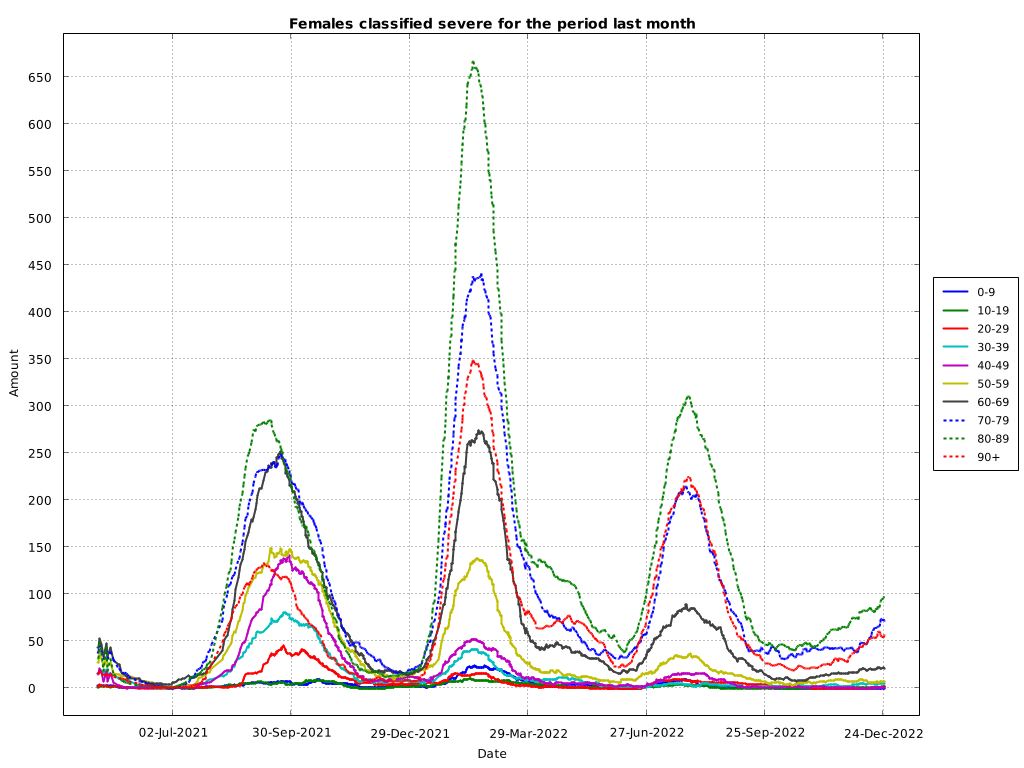 Females classified severe for the period last month
Amount
650
600
550
500
450
400
350
300
250
200
150
100
50
0
02-Jul-2021
30-Sep-2021
29-Dec-2021
29-Mar-2022
27-Jun-2022
25-Sep-2022
24-Dec-2022
Date
0-9
10-19
20-29
30-39
40-49
50-59
60-69
70-79
80-89
90+